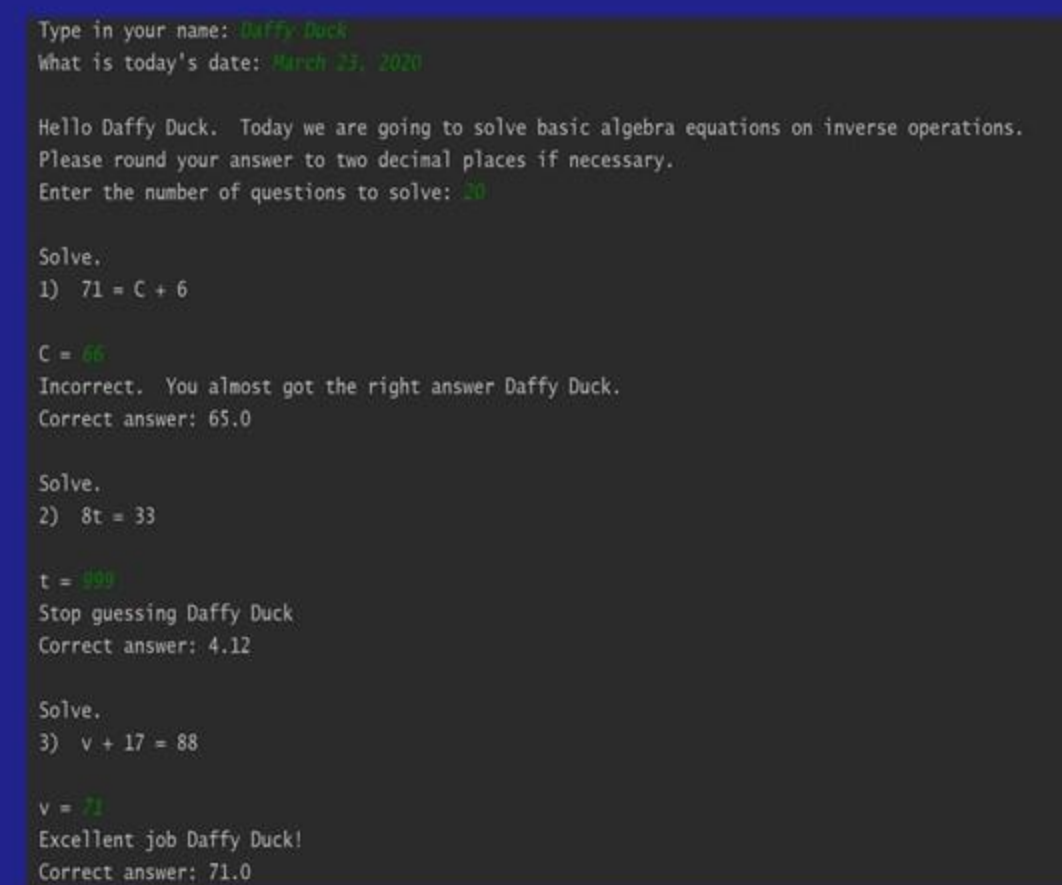 Type in your name: Daffy Duck
What is today's date: March 23, 2020
Hello Daffy Duck.  Today we are going to solve basic algebra equations on inverse operations.
Please round your answer to two decimal places if necessary.
Enter the number of questions to solve: 20
Solve.
1)  71 = C + 6
C = 66
Incorrect.  You almost got the right answer Daffy Duck.
Correct answer: 65.0
Solve.
2)  8t = 33
t = 999
Stop guessing Daffy Duck
Correct answer: 4.12
Solve.
3)  v + 17 = 88
v = 71
Excellent job Daffy Duck!
Correct answer: 71.0